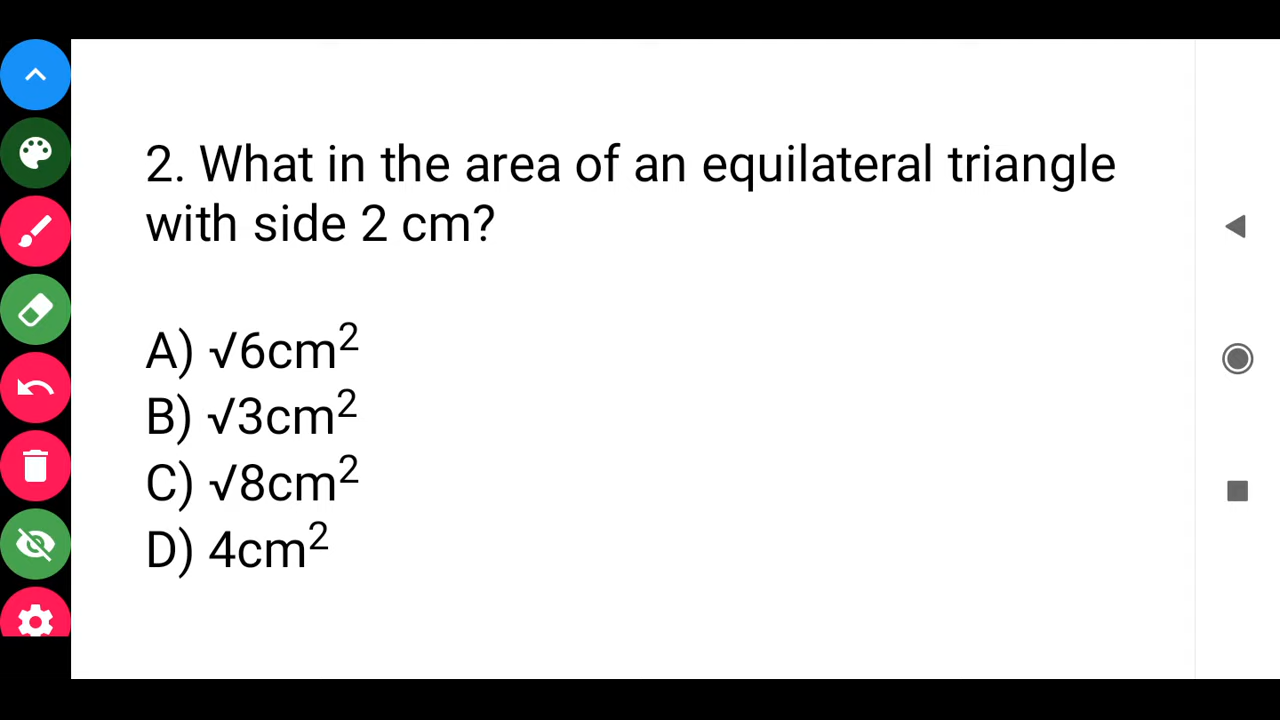 2. What in the area of an equilateral triangle
with side 2 cm?
A) √6cm²
B) √3cm²
C) √8cm²
D) 4cm²